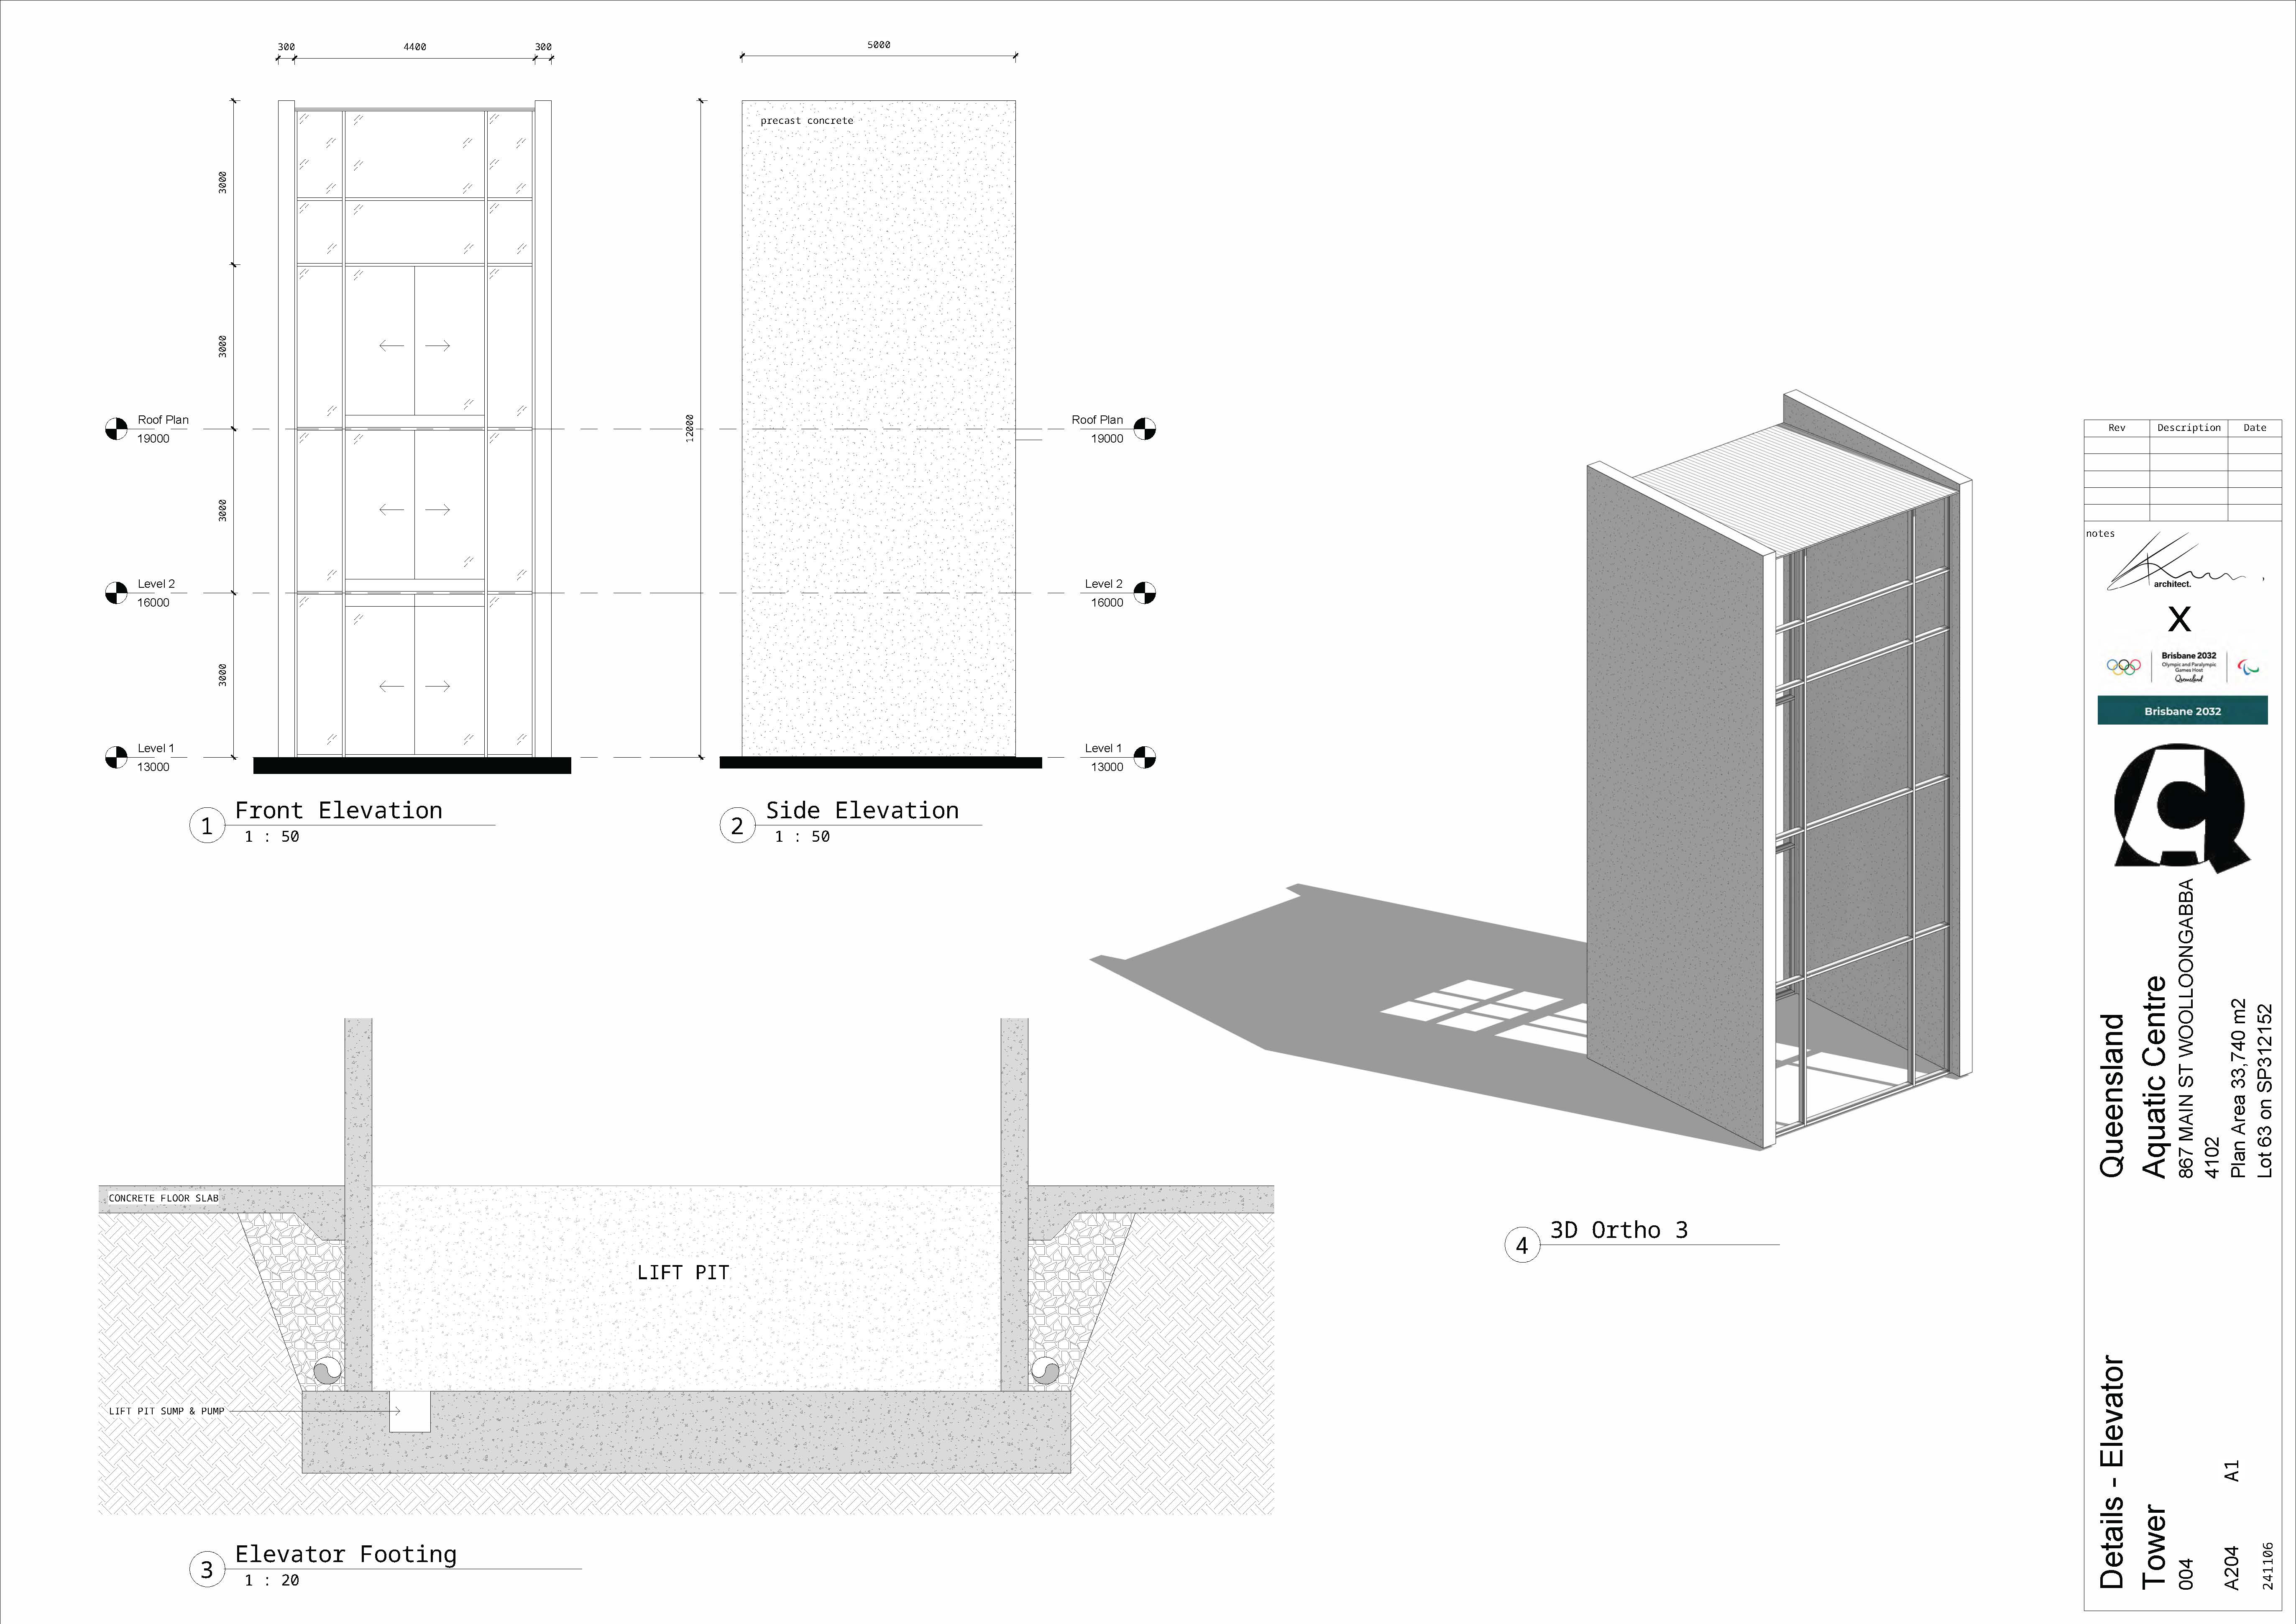 300
4400
300
5000
3000
3000
3000
3000
12000
precast concrete
Roof Plan
19000
Level 2
16000
Level 1
13000
Roof Plan
19000
Level 2
16000
Level 1
13000
1
Front Elevation
1 : 50
2
Side Elevation
1 : 50
CONCRETE FLOOR SLAB
LIFT PIT
LIFT PIT SUMP & PUMP
3
Elevator Footing
1 : 20
4
3D Ortho 3
Rev Description Date
notes
architect.
X
Brisbane 2032
Olympic and Paralympic
Games Host
Queensland
Brisbane 2032
Queensland
Aquatic Centre
867 MAIN ST WOOLLOONGABBA
4102
Plan Area 33,740 m2
Lot 63 on SP312152
Details - Elevator
Tower
004
A204 A1
241106